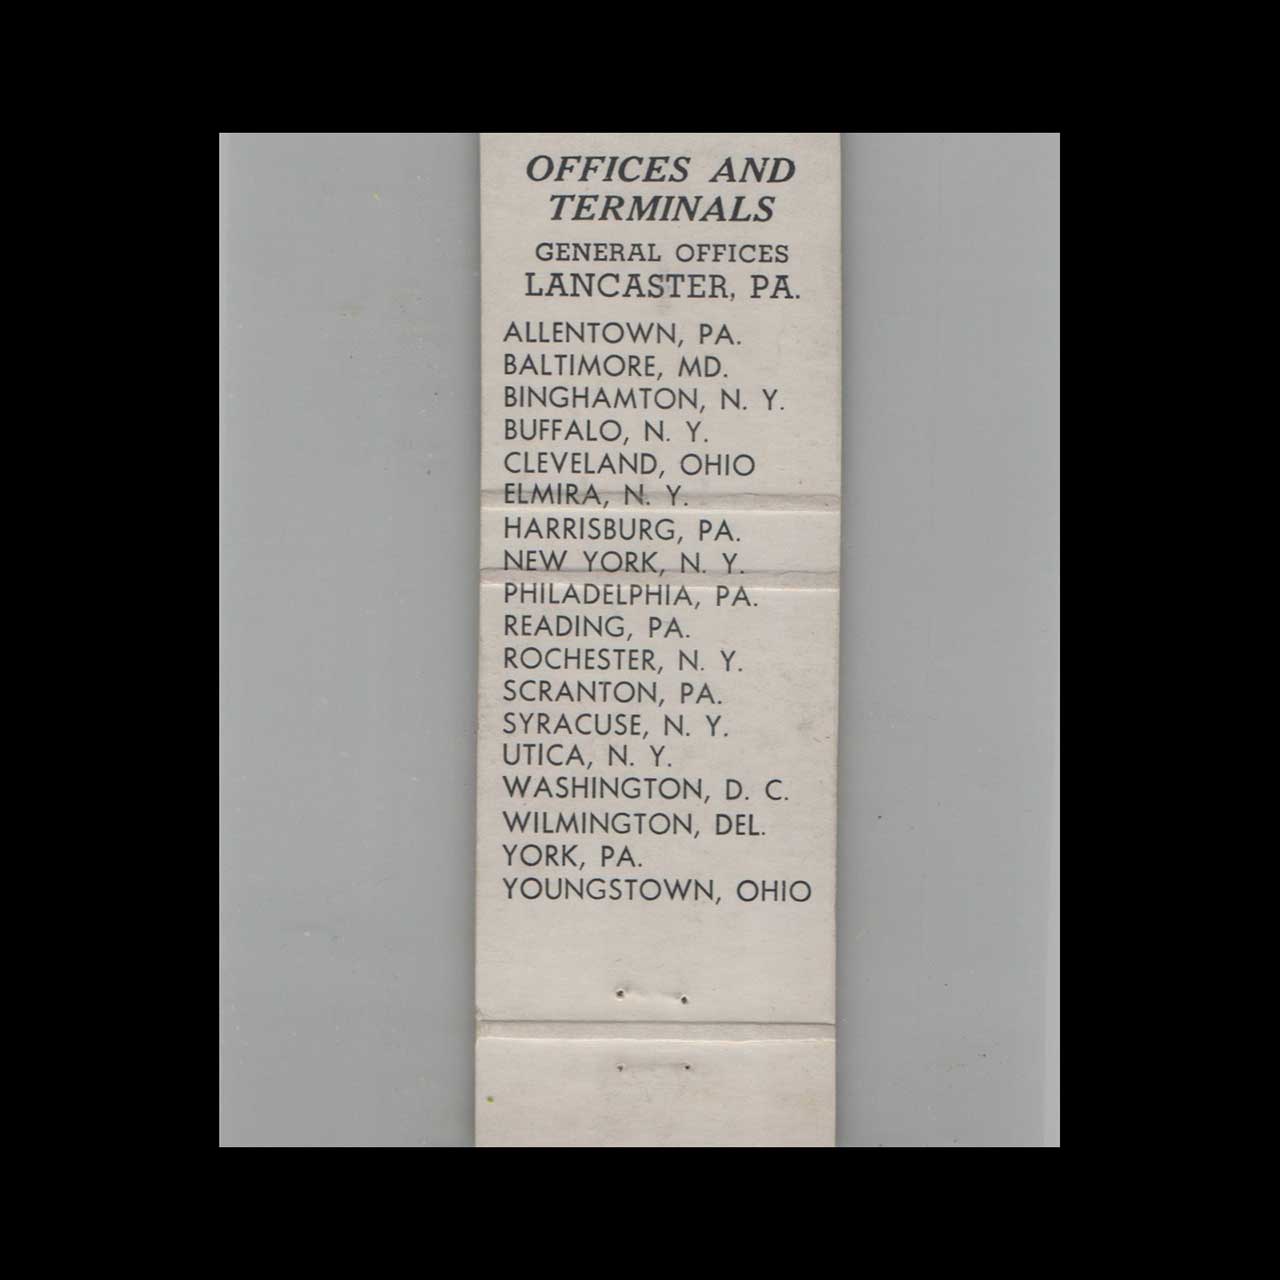 OFFICES AND
TERMINALS
GENERAL OFFICES
LANCASTER, PA.
ALLENTOWN, PA.
BALTIMORE, MD.
BINGHAMTON, N. Y.
BUFFALO, N. Y.
CLEVELAND, OHIO
ELMIRA, N. Y.
HARRISBURG, PA.
NEW YORK, N. Y.
PHILADELPHIA, PA.
READING, PA.
ROCHESTER, N. Y.
SCRANTON, PA.
SYRACUSE, N. Y.
UTICA, N. Y.
WASHINGTON, D. C.
WILMINGTON, DEL.
YORK, PA.
YOUNGSTOWN, OHIO